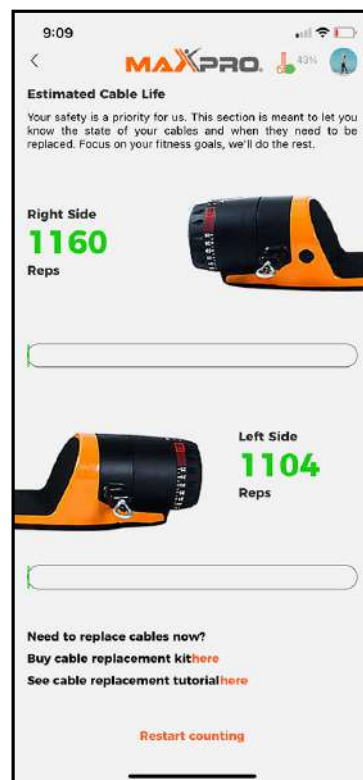 9:09
MAXPRO. 43%
Estimated Cable Life
Your safety is a priority for us. This section is meant to let you
know the state of your cables and when they need to be
replaced. Focus on your fitness goals, we'll do the rest.
Right Side
1160
Reps
Left Side
1104
Reps
Need to replace cables now?
Buy cable replacement kithere
See cable replacement tutorialhere
Restart counting